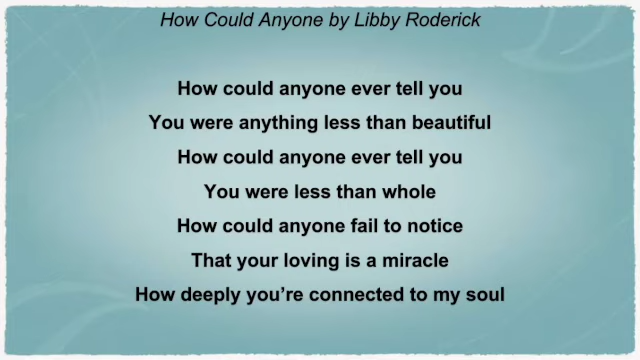 How Could Anyone by Libby Roderick
How could anyone ever tell you
You were anything less than beautiful
How could anyone ever tell you
You were less than whole
How could anyone fail to notice
That your loving is a miracle
How deeply you’re connected to my soul